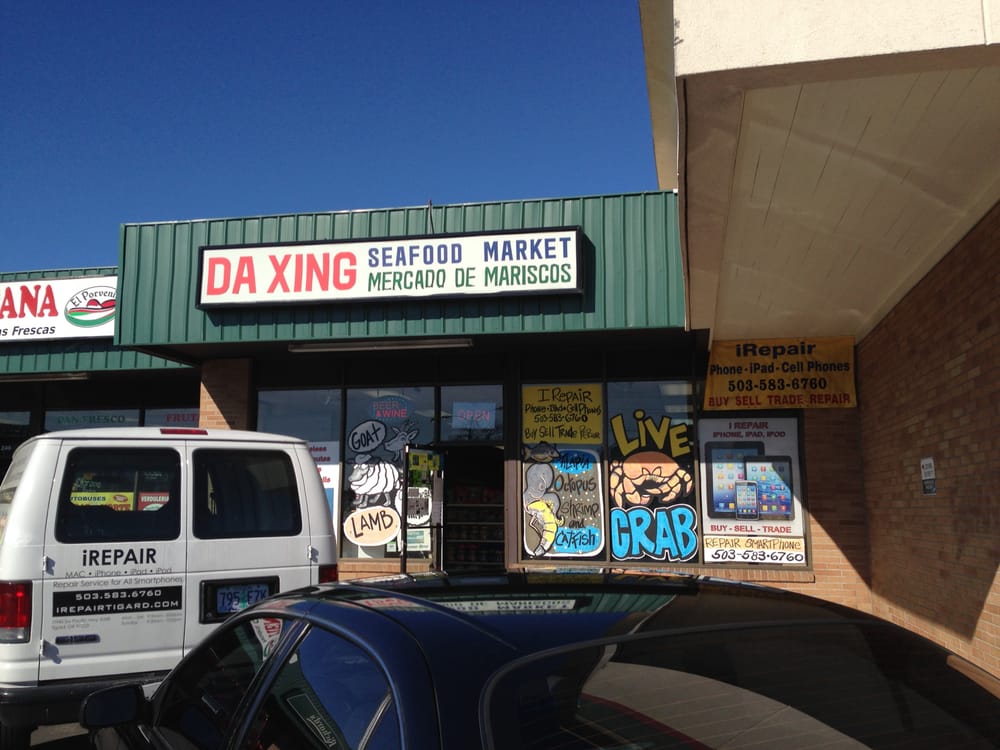 DA XING
SEAFOOD MARKET
MERCADO DE MARISCOS
ANA
as Frescas
El Porveni
PAN FRESCO
FRUT
BEER
& WINE
OPEN
GOAT
LAMB
I REPAIR
Phone-iPad-Cell Phones
503-583-6760
BUY SELL TRADE REPAIR
TILAPIA
Octopus
Shrimp
and
CATFISH
LiVE
CRAB
iRepair
Phone - iPad - Cell Phones
503-583-6760
BUY SELL TRADE REPAIR
I REPAIR
IPHONE, IPAD, IPOD
BUY - SELL - TRADE
REPAIR SMARTPHONE
503-583-6760
AUTOBUSES
VERDULERIA
iREPAIR
MAC · iPhone · iPad · iPod
Repair Service for All Smartphones
503.583.6760
IREPAIRTIGARD.COM
795 EZK